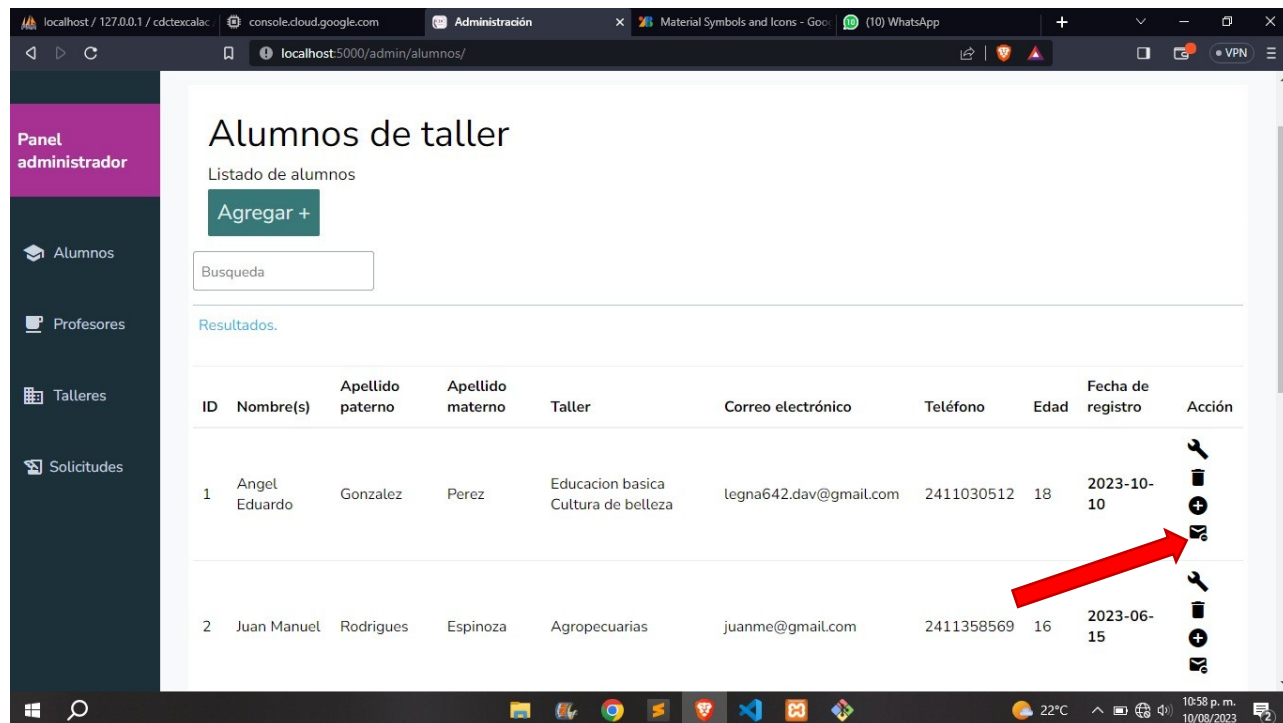 localhost / 127.0.0.1 / cdctexcalac
console.cloud.google.com
Administración
Material Symbols and Icons - Goo
(10) WhatsApp
localhost:5000/admin/alumnos/
VPN
Panel
administrador
Alumnos
Profesores
Talleres
Solicitudes
Alumnos de taller
Listado de alumnos
Agregar +
Busqueda
Resultados.
ID Nombre(s) Apellido paterno Apellido materno Taller Correo electrónico Teléfono Edad Fecha de registro Acción
1 Angel Eduardo Gonzalez Perez Educacion basica Cultura de belleza legna642.dav@gmail.com 2411030512 18 2023-10-10
2 Juan Manuel Rodrigues Espinoza Agropecuarias juanme@gmail.com 2411358569 16 2023-06-15
22°C
10:58 p. m.
10/08/2023